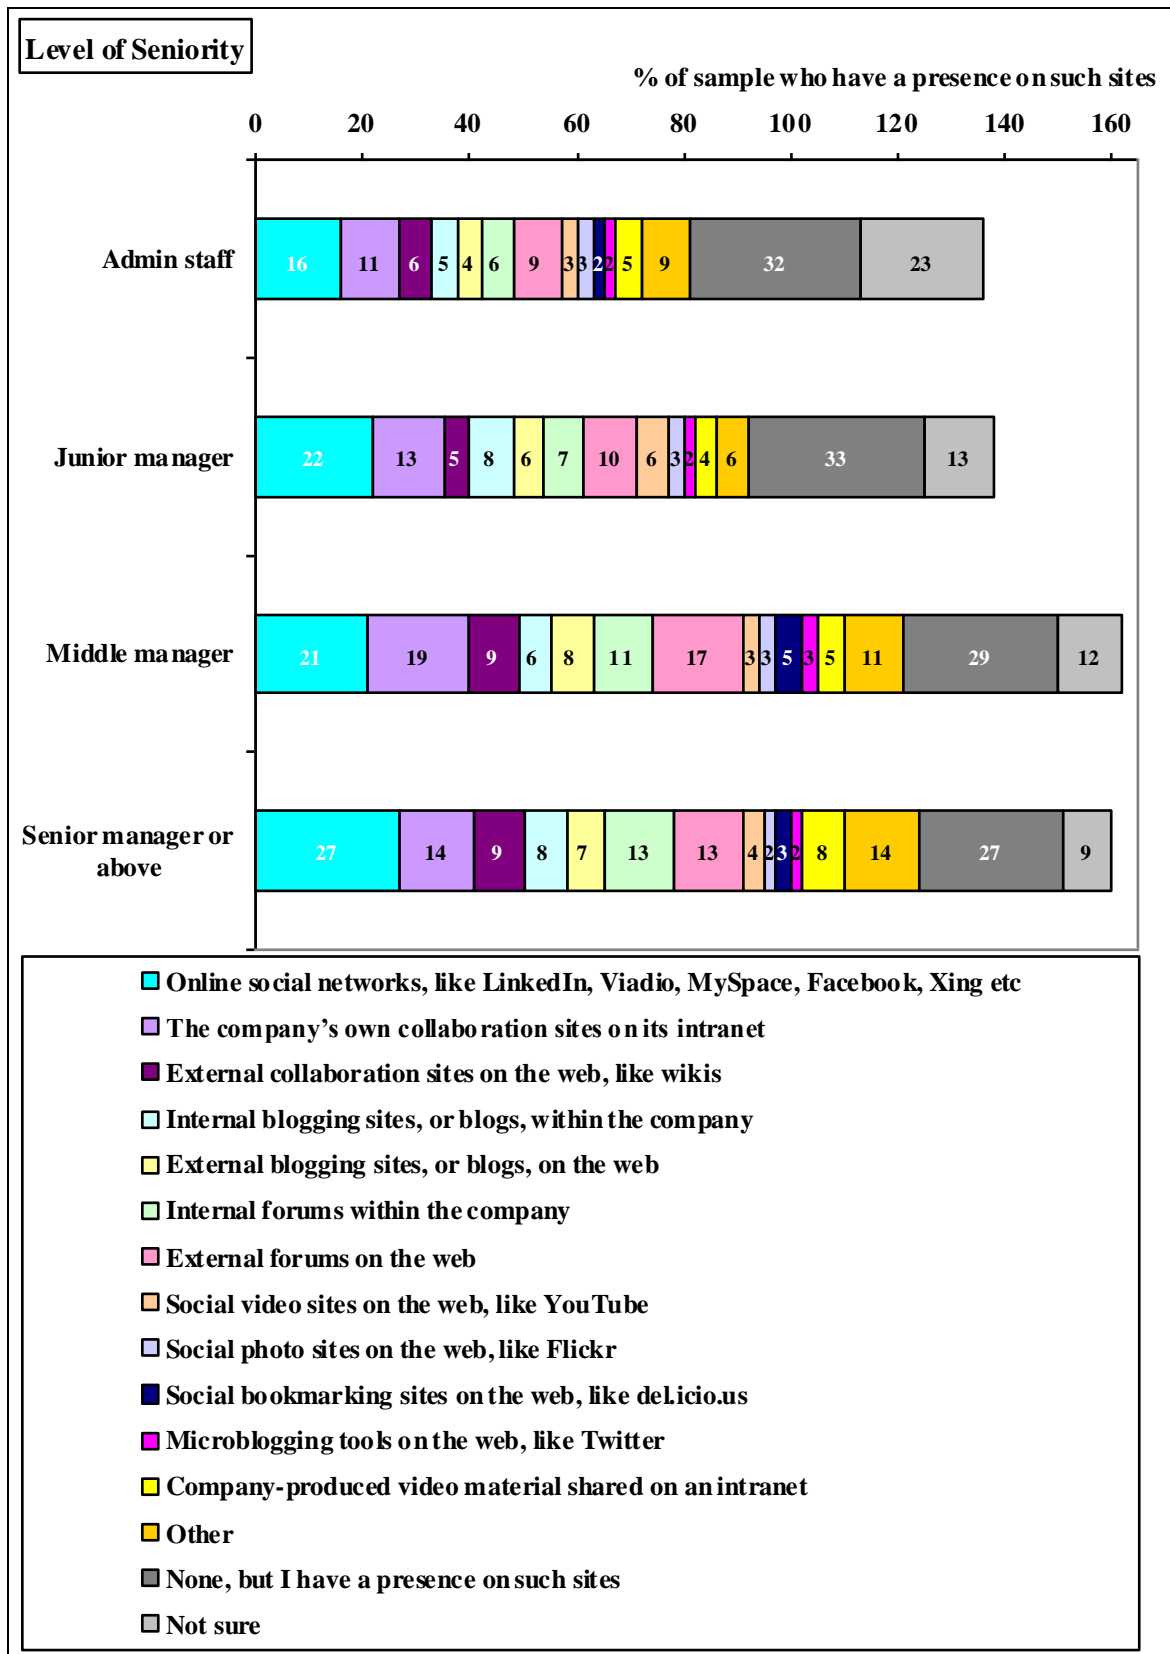 Level of Seniority
% of sample who have a presence on such sites
0 20 40 60 80 100 120 140 160
Admin staff
16 11 6 5 4 6 9 3 3 2 2 5 9 32 23
Junior manager
22 13 5 8 6 7 10 6 3 2 4 6 33 13
Middle manager
21 19 9 6 8 11 17 3 3 5 3 5 11 29 12
Senior manager or
above
27 14 9 8 7 13 13 4 2 3 2 8 14 27 9
Online social networks, like LinkedIn, Viadio, MySpace, Facebook, Xing etc
The company’s own collaboration sites on its intranet
External collaboration sites on the web, like wikis
Internal blogging sites, or blogs, within the company
External blogging sites, or blogs, on the web
Internal forums within the company
External forums on the web
Social video sites on the web, like YouTube
Social photo sites on the web, like Flickr
Social bookmarking sites on the web, like del.icio.us
Microblogging tools on the web, like Twitter
Company-produced video material shared on an intranet
Other
None, but I have a presence on such sites
Not sure